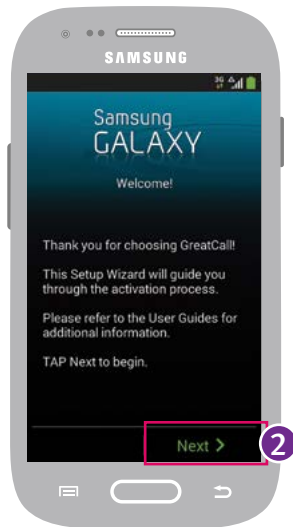 SAMSUNG
3G
Samsung
GALAXY
Welcome!
Thank you for choosing GreatCall!
This Setup Wizard will guide you
through the activation process.
Please refer to the User Guides for
additional information.
TAP Next to begin.
Next
2